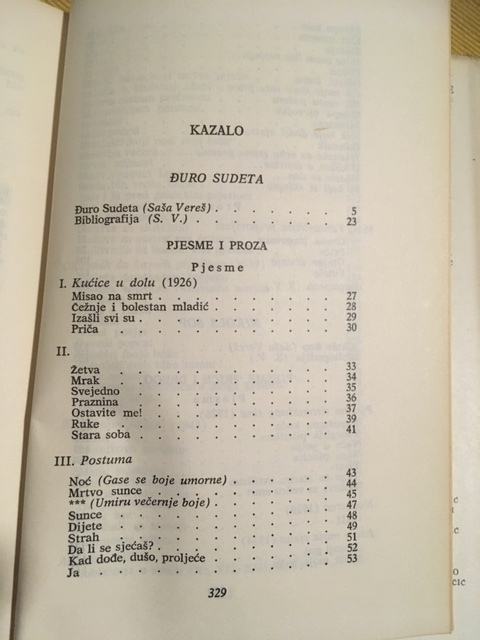 KAZALO
ĐURO SUDETA
Đuro Sudeta (Saša Vereš) . . . . . . . 5
Bibliografija (S. V.) . . . . . . . . 23
PJESME I PROZA
Pjesme
I. Kućice u dolu (1926)
Misao na smrt . . . . . . . . . 27
Čežnje i bolestan mladić . . . . . . 28
Izašli svi su . . . . . . . . . . 29
Priča . . . . . . . . . . . 30
II.
Žetva . . . . . . . . . . . 33
Mrak . . . . . . . . . . . 34
Svejedno . . . . . . . . . . 35
Praznina . . . . . . . . . . 36
Ostavite me! . . . . . . . . . 37
Ruke . . . . . . . . . . . 39
Stara soba . . . . . . . . . . 41
III. Postuma
Noć (Gase se boje umorne) . . . . . . 43
Mrtvo sunce . . . . . . . . . . 44
*** (Umiru večernje boje) . . . . . . 45
Sunce . . . . . . . . . . . 47
Dijete . . . . . . . . . . . 48
Strah . . . . . . . . . . . 49
Da li se sjećaš? . . . . . . . . . 51
Kad dođe, dušo, proljeće . . . . . . . 52
Ja . . . . . . . . . . . . 53
329